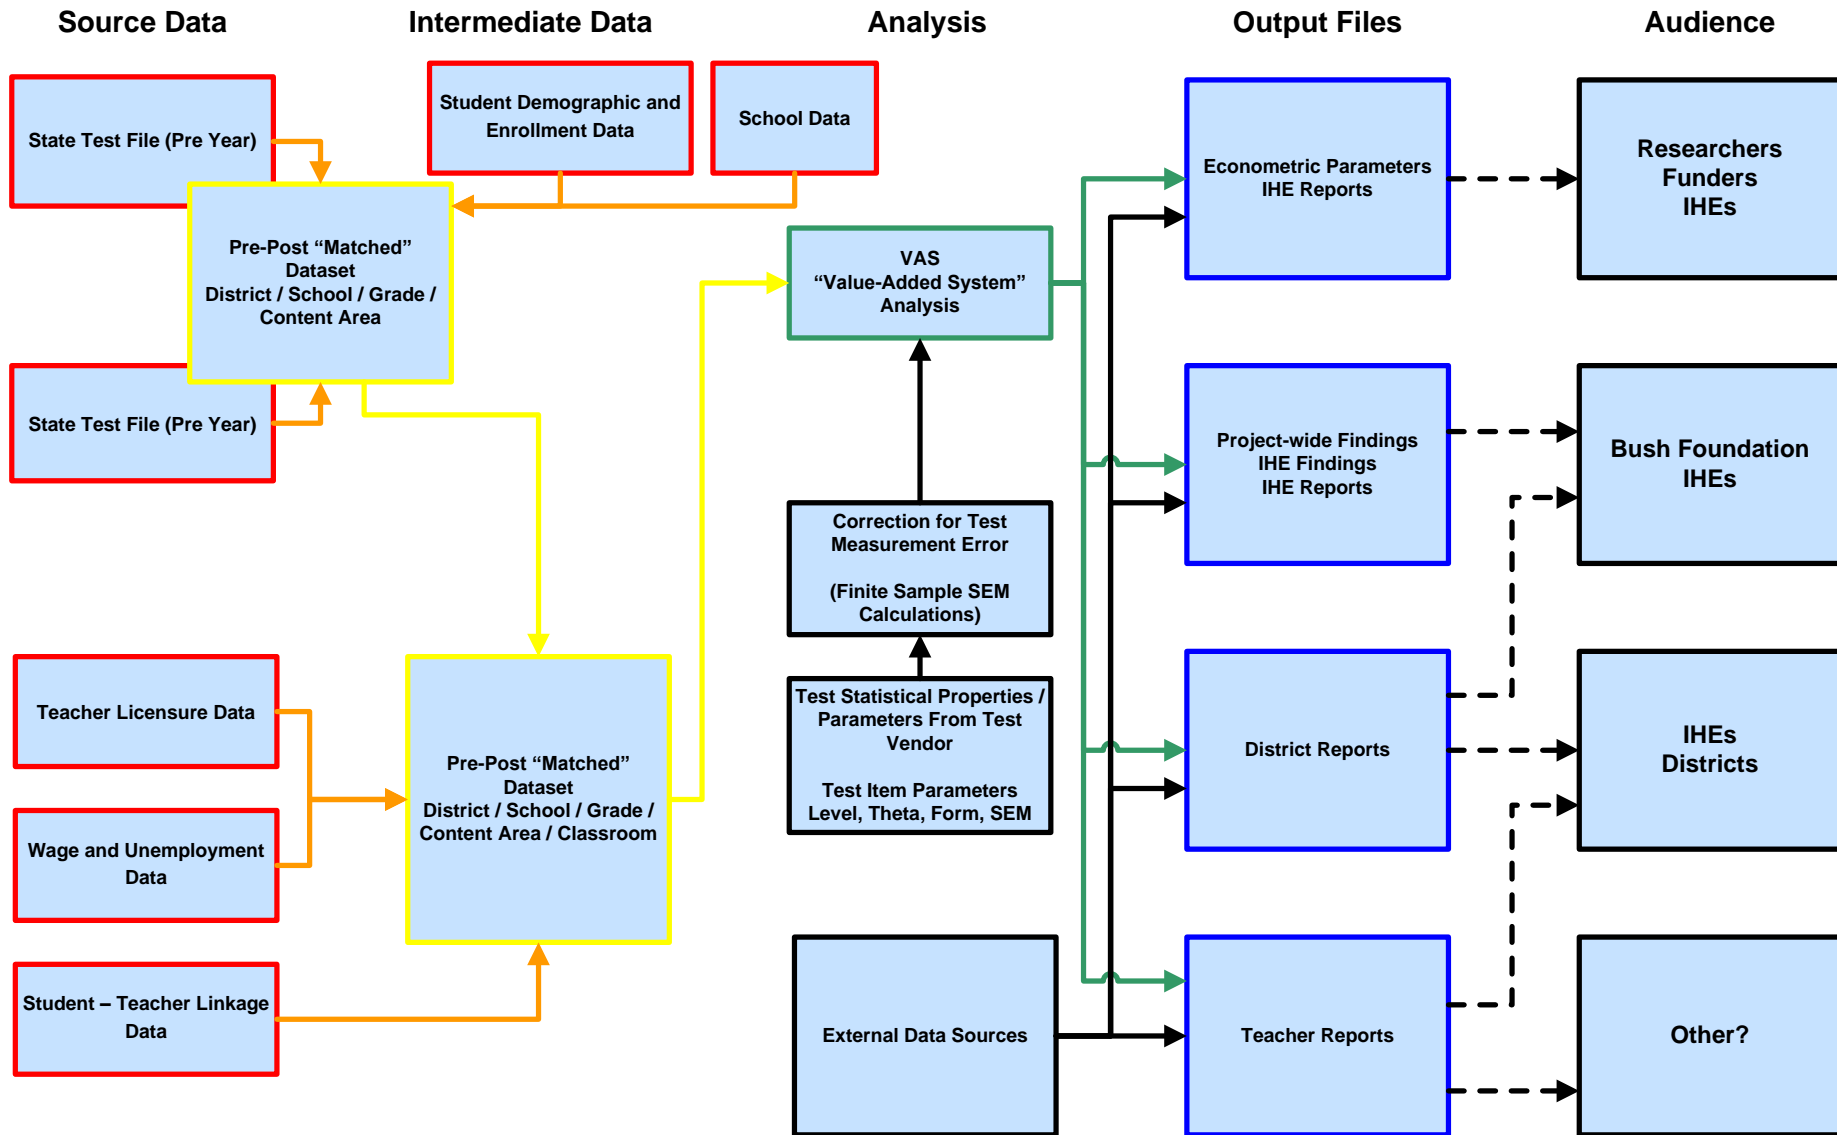 Source Data
Intermediate Data
Analysis
Output Files
Audience
State Test File (Pre Year)
Student Demographic and
Enrollment Data
School Data
Pre-Post “Matched”
Dataset
District / School / Grade /
Content Area
State Test File (Pre Year)
Teacher Licensure Data
Wage and Unemployment
Data
Student – Teacher Linkage
Data
Pre-Post “Matched”
Dataset
District / School / Grade /
Content Area / Classroom
VAS
“Value-Added System”
Analysis
Correction for Test
Measurement Error
(Finite Sample SEM
Calculations)
Test Statistical Properties /
Parameters From Test
Vendor
Test Item Parameters
Level, Theta, Form, SEM
External Data Sources
Econometric Parameters
IHE Reports
Project-wide Findings
IHE Findings
IHE Reports
District Reports
Teacher Reports
Researchers
Funders
IHEs
Bush Foundation
IHEs
IHEs
Districts
Other?